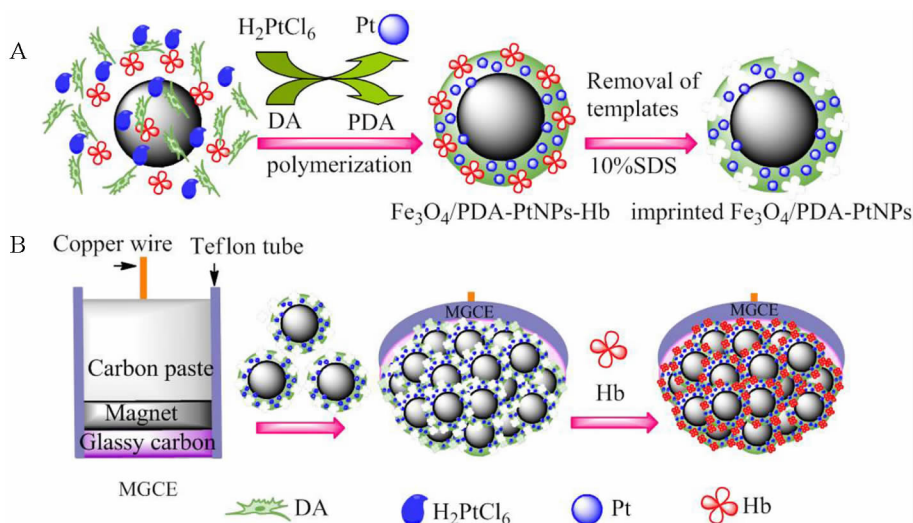 A
H₂PtCl₆ Pt
DA PDA
polymerization
Removal of
templates
10%SDS
Fe₃O₄/PDA-PtNPs-Hb
imprinted Fe₃O₄/PDA-PtNPs
B
Copper wire
Teflon tube
Carbon paste
Magnet
Glassy carbon
MGCE
MGCE
Hb
MGCE
DA
H₂PtCl₆
Pt
Hb